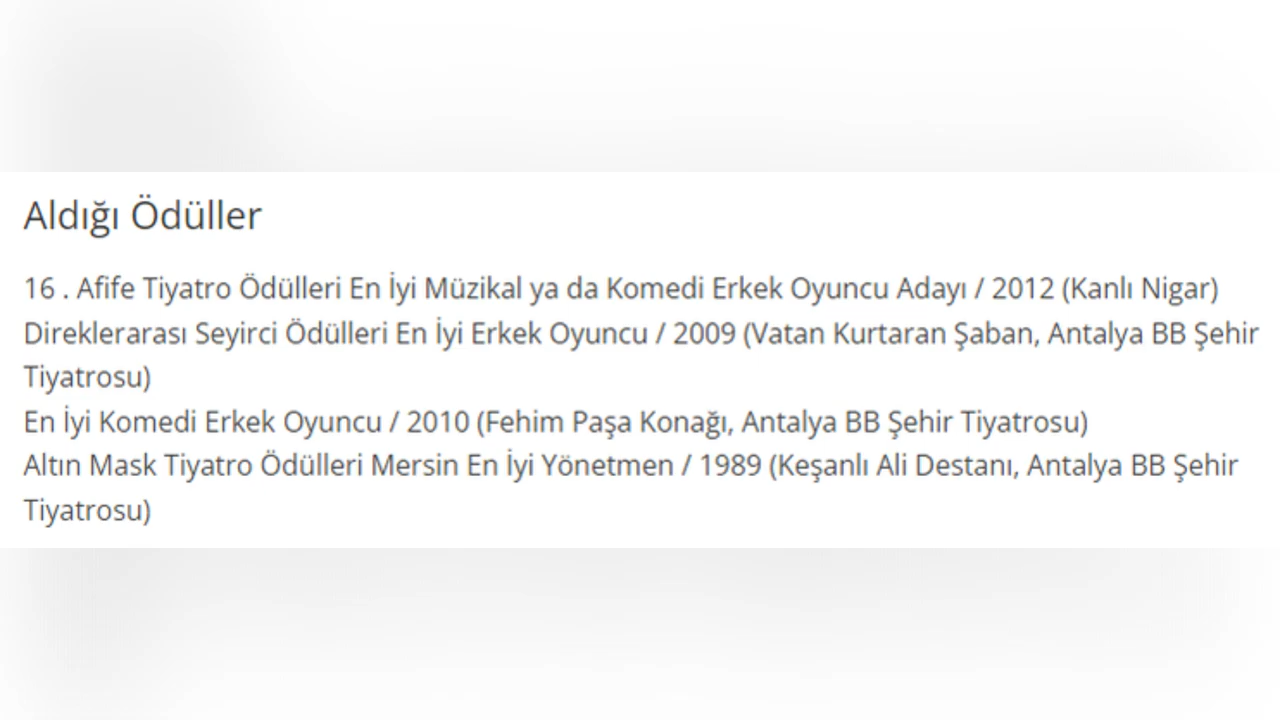 Aldığı Ödüller
16 . Afife Tiyatro Ödülleri En İyi Müzikal ya da Komedi Erkek Oyuncu Adayı / 2012 (Kanlı Nigar)
Direklerarası Seyirci Ödülleri En İyi Erkek Oyuncu / 2009 (Vatan Kurtaran Şaban, Antalya BB Şehir
Tiyatrosu)
En İyi Komedi Erkek Oyuncu / 2010 (Fehim Paşa Konağı, Antalya BB Şehir Tiyatrosu)
Altın Mask Tiyatro Ödülleri Mersin En İyi Yönetmen / 1989 (Keşanlı Ali Destanı, Antalya BB Şehir
Tiyatrosu)